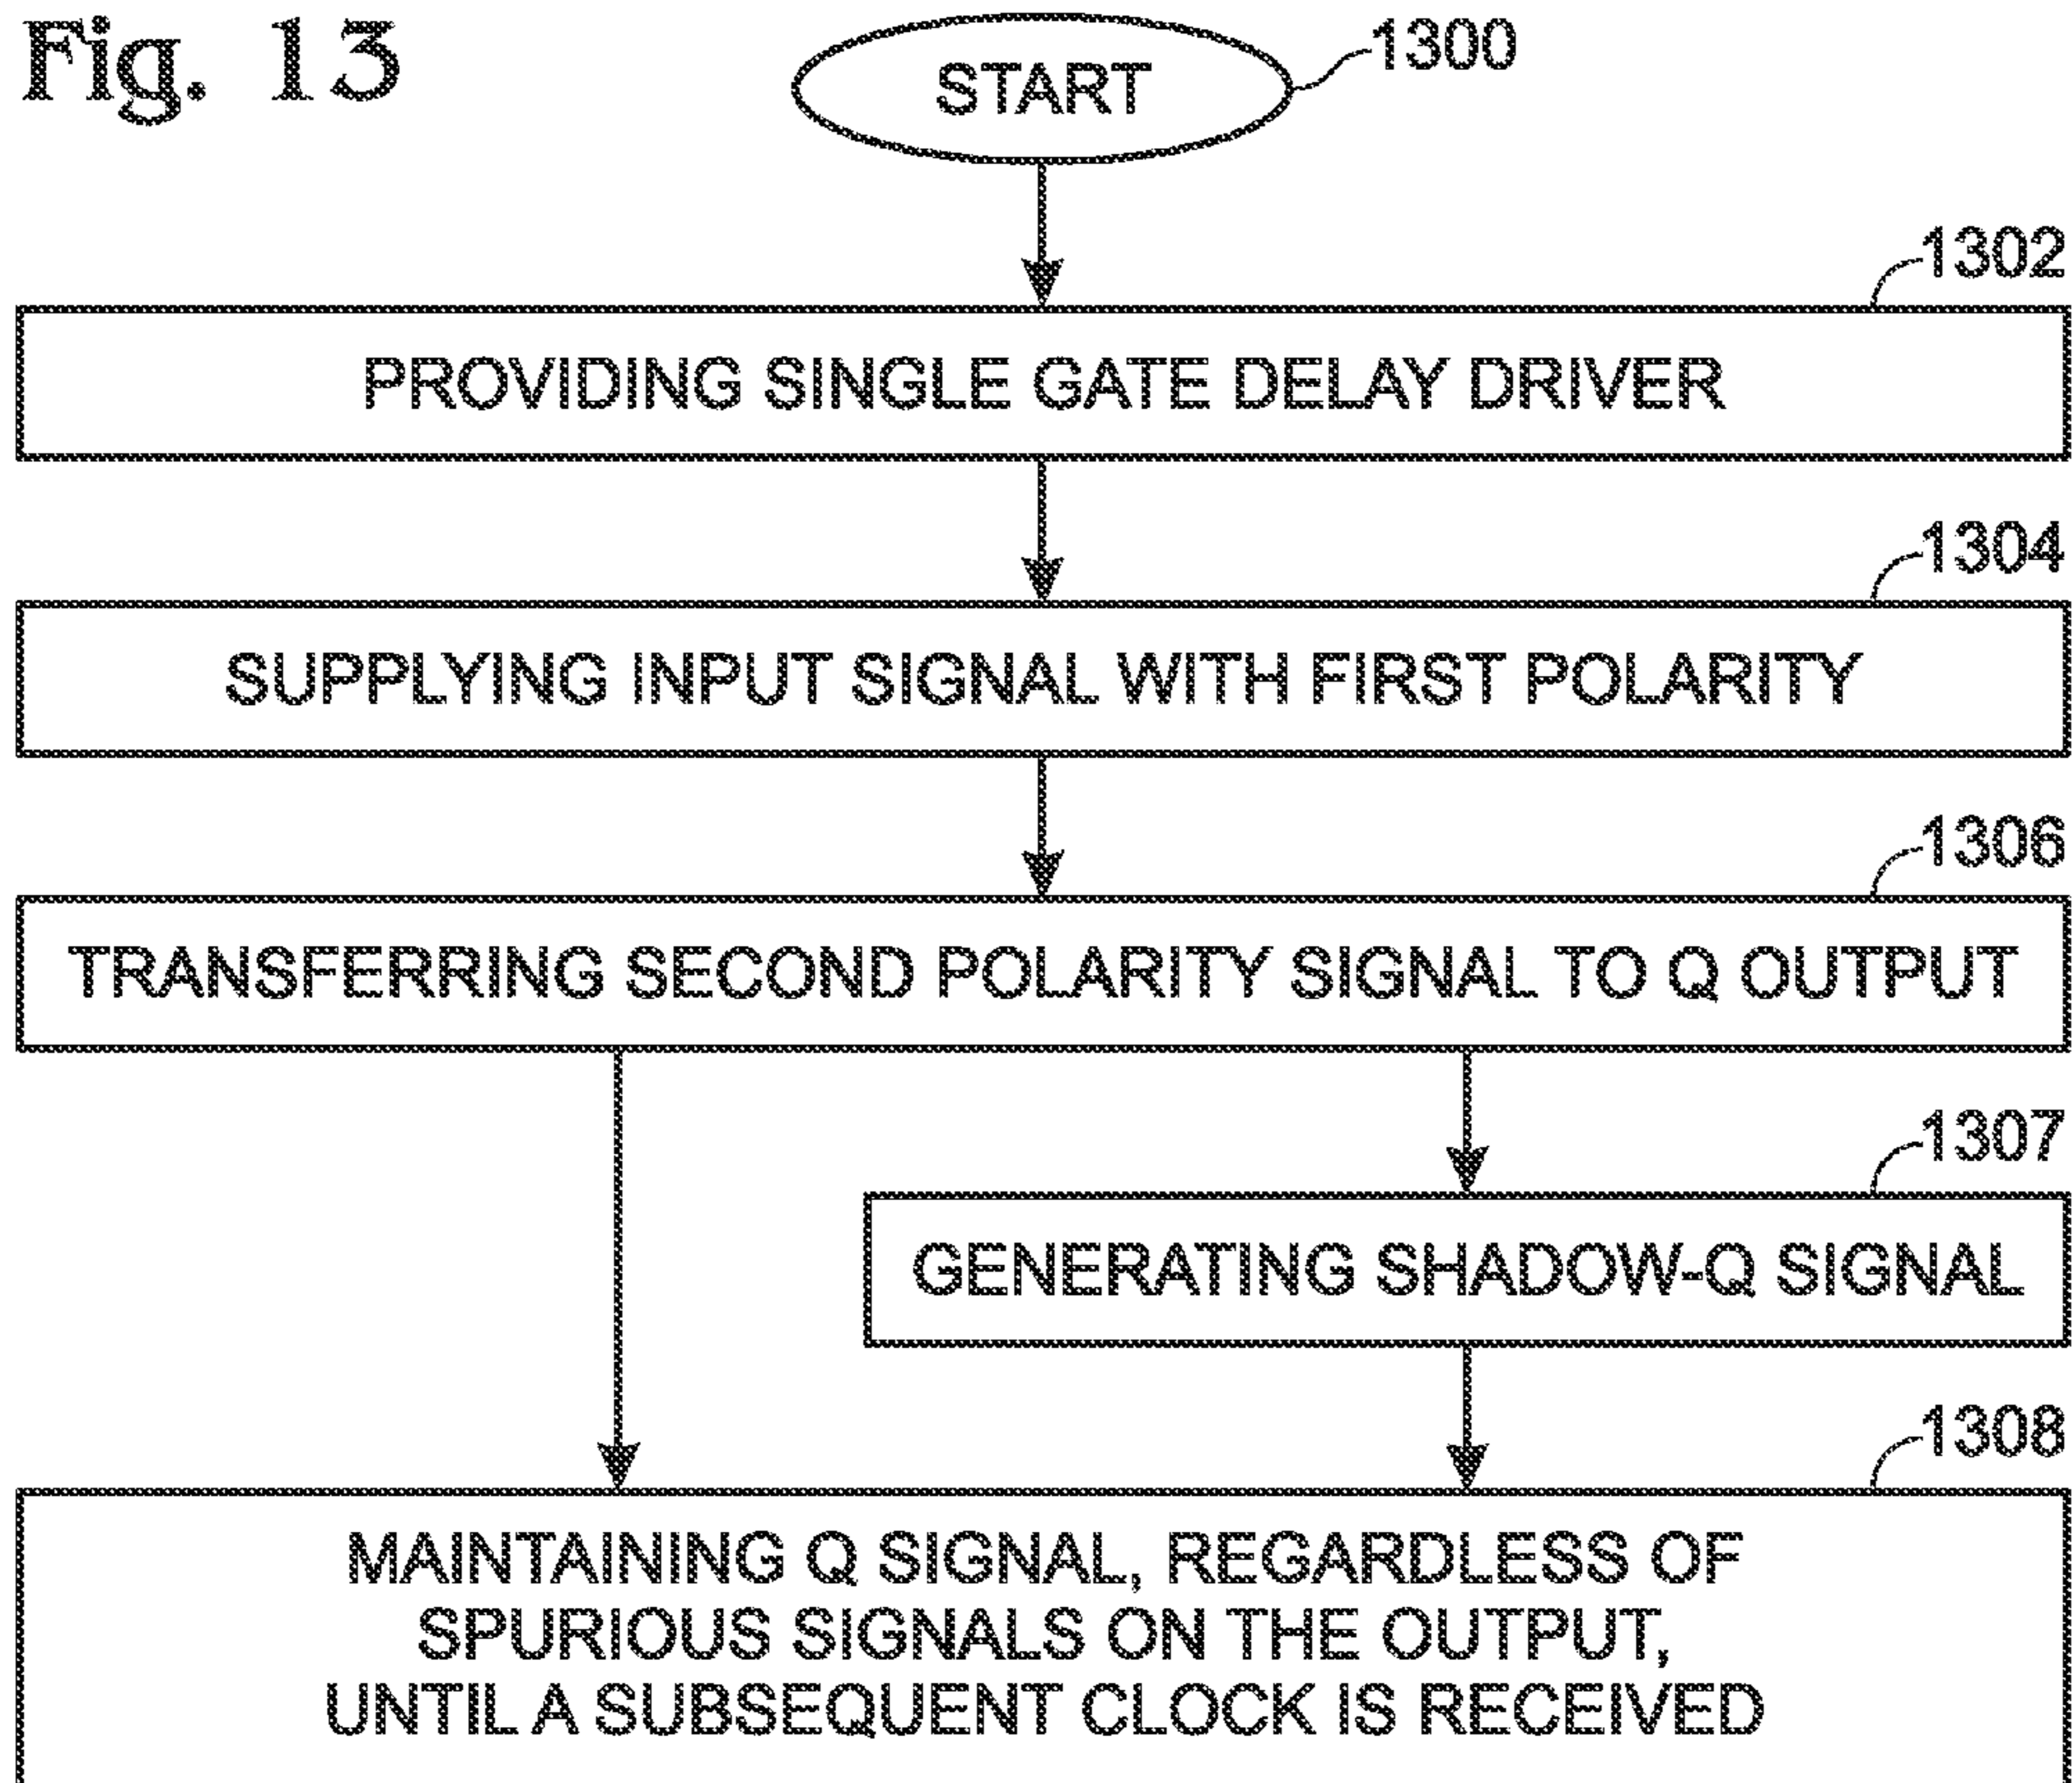 Fig. 13
START
1300
1302
PROVIDING SINGLE GATE DELAY DRIVER
1304
SUPPLYING INPUT SIGNAL WITH FIRST POLARITY
1306
TRANSFERRING SECOND POLARITY SIGNAL TO Q OUTPUT
1307
GENERATING SHADOW-Q SIGNAL
1308
MAINTAINING Q SIGNAL, REGARDLESS OF
SPURIOUS SIGNALS ON THE OUTPUT,
UNTIL A SUBSEQUENT CLOCK IS RECEIVED